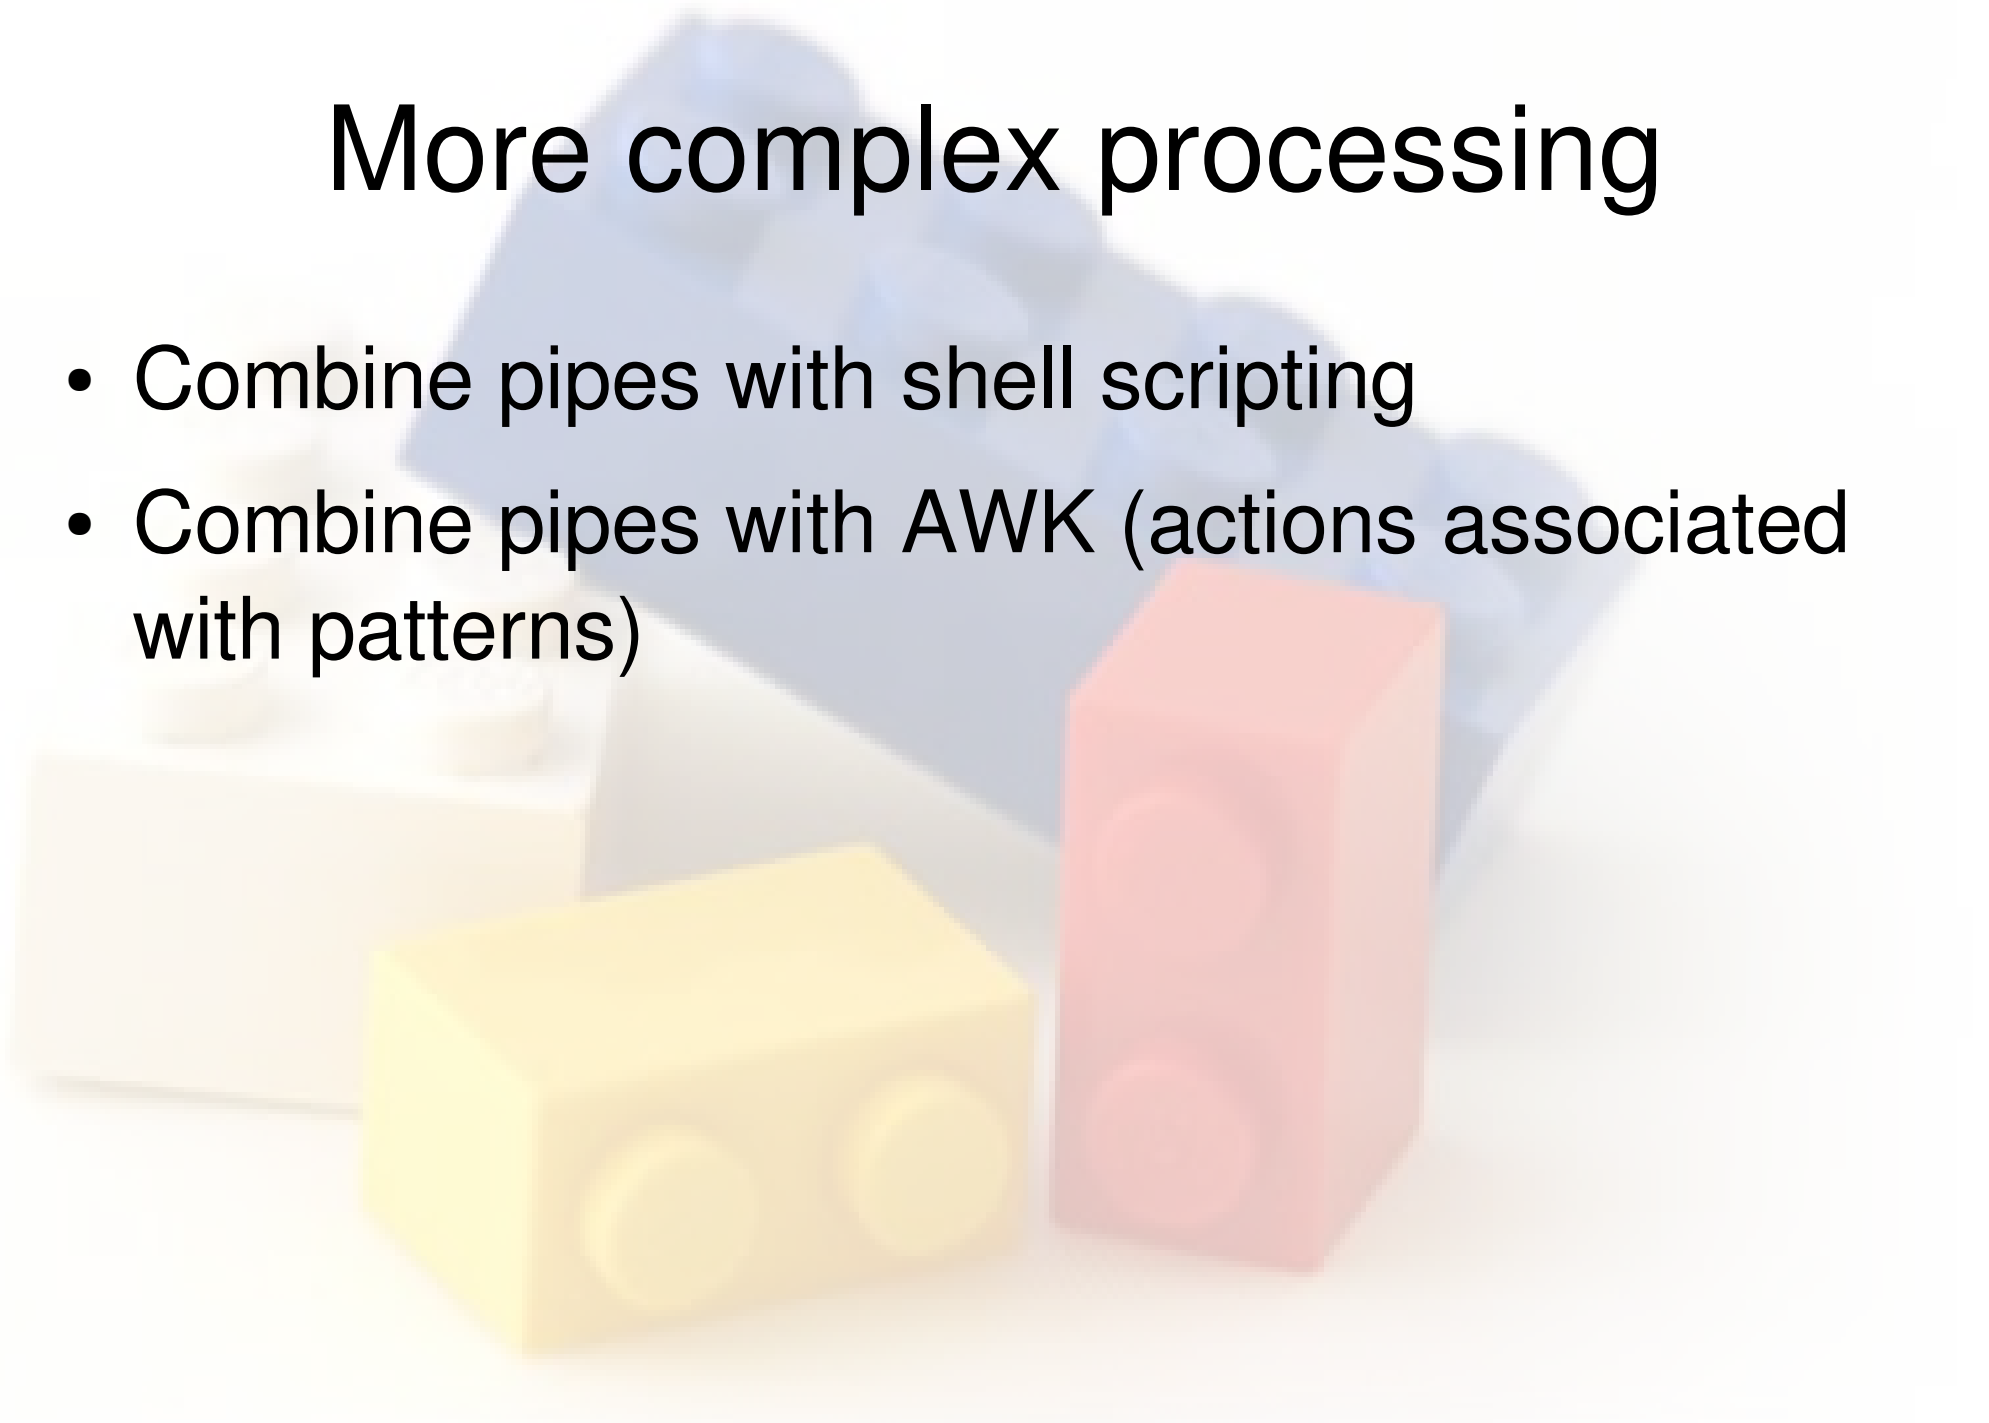 More complex processing
• Combine pipes with shell scripting
• Combine pipes with AWK (actions associated
with patterns)